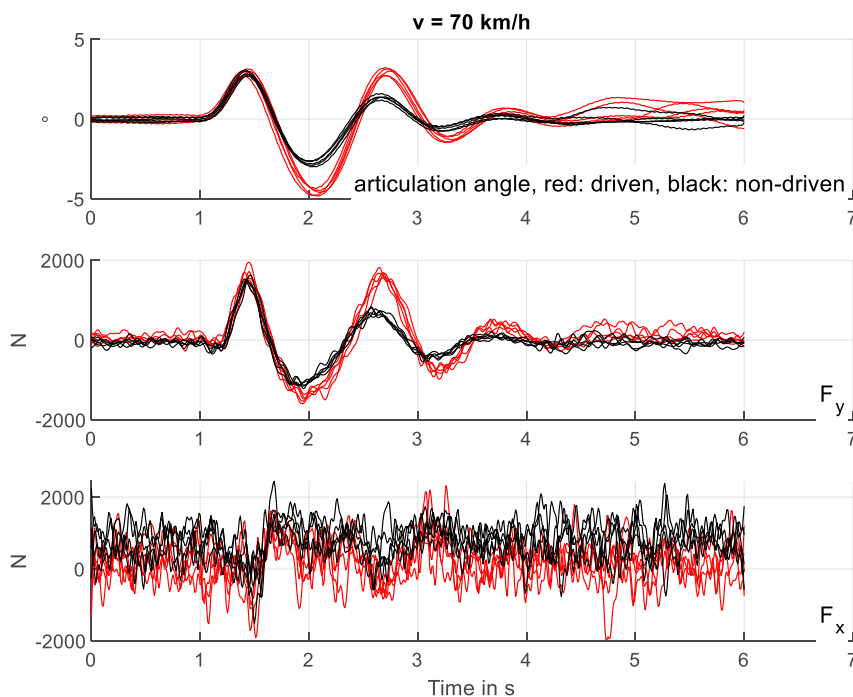 v = 70 km/h
5
0
-5
°
articulation angle, red: driven, black: non-driven
0 1 2 3 4 5 6 7
2000
0
-2000
N
F_y
0 1 2 3 4 5 6 7
2000
0
-2000
N
F_x
0 1 2 3 4 5 6 7
Time in s